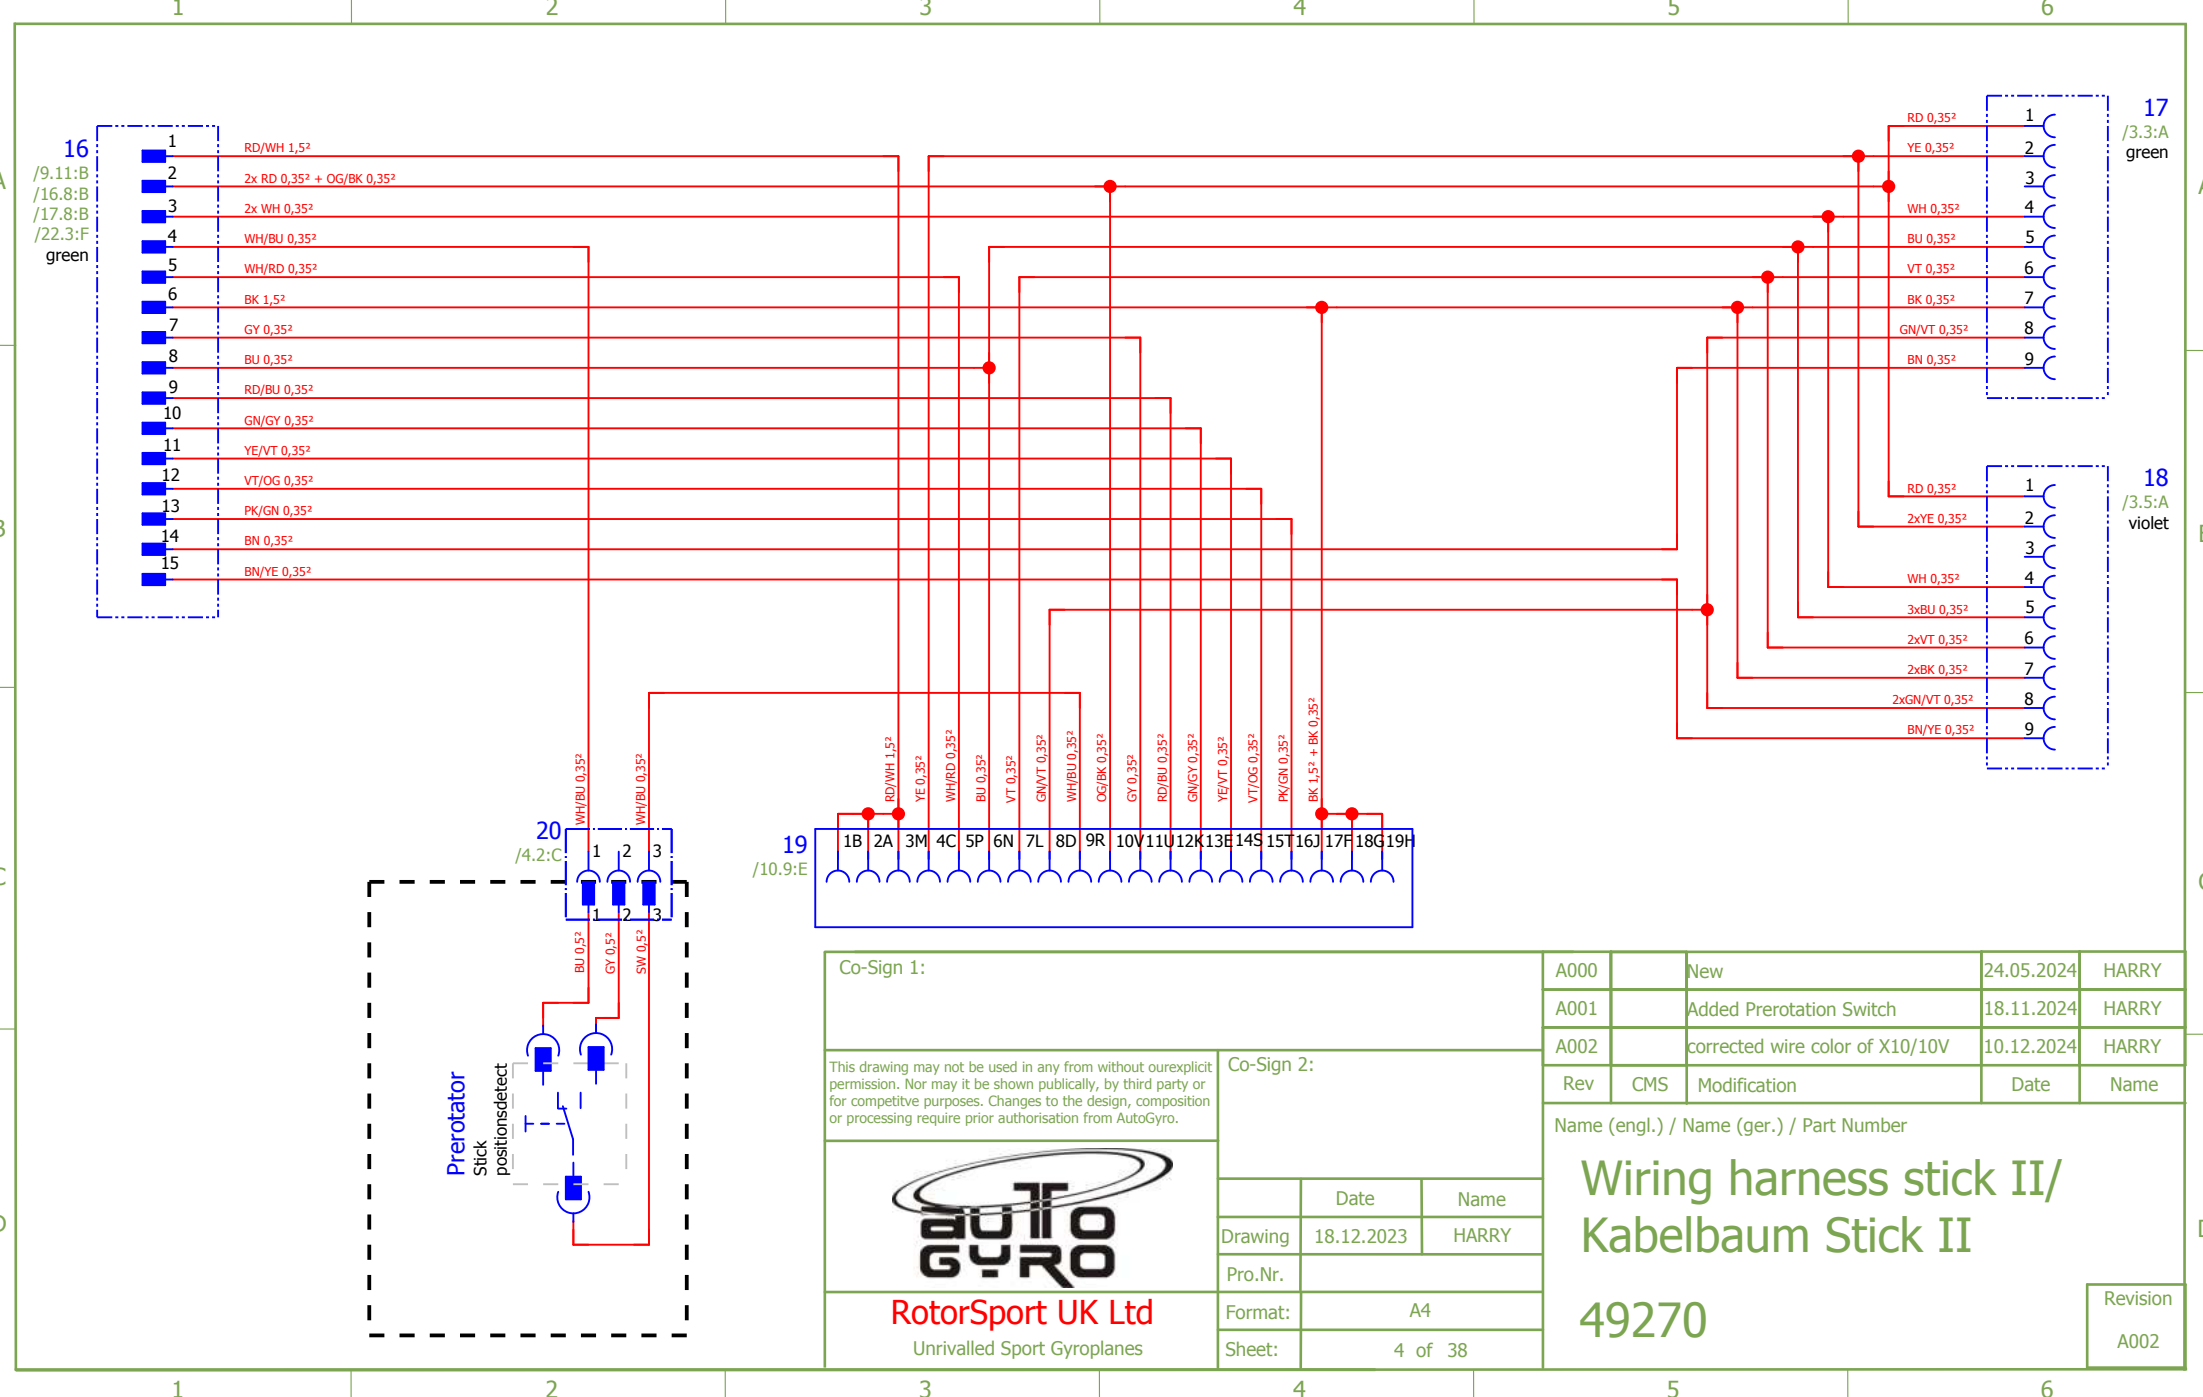 1 2 3 4 5 6
16
/9.11:B
/16.8:B
/17.8:B
/22.3:F
green
1 RD/WH 1,5²
2 2x RD 0,35² + OG/BK 0,35²
3 2x WH 0,35²
4 WH/BU 0,35²
5 WH/RD 0,35²
6 BK 1,5²
7 GY 0,35²
8 BU 0,35²
9 RD/BU 0,35²
10 GN/GY 0,35²
11 YE/VT 0,35²
12 VT/OG 0,35²
13 PK/GN 0,35²
14 BN 0,35²
15 BN/YE 0,35²
17
/3.3:A
green
RD 0,35² 1
YE 0,35² 2
3
WH 0,35² 4
BU 0,35² 5
VT 0,35² 6
BK 0,35² 7
GN/VT 0,35² 8
BN 0,35² 9
18
/3.5:A
violet
RD 0,35² 1
2xYE 0,35² 2
3
WH 0,35² 4
3xBU 0,35² 5
2xVT 0,35² 6
2xBK 0,35² 7
2xGN/VT 0,35² 8
BN/YE 0,35² 9
WH/BU 0,35²
WH/BU 0,35²
RD/WH 1,5²
YE 0,35²
WH/RD 0,35²
BU 0,35²
VT 0,35²
GN/VT 0,35²
WH/BU 0,35²
OG/BK 0,35²
GY 0,35²
RD/BU 0,35²
GN/GY 0,35²
YE/VT 0,35²
VT/OG 0,35²
PK/GN 0,35²
BK 1,5² + BK 0,35²
20
/4.2:C
1 2 3
1 2 3
19
/10.9:E
1B 2A 3M 4C 5P 6N 7L 8D 9R 10V 11U 12K 13E 14S 15T 16J 17F 18G 19H
BU 0,5²
GY 0,5²
SW 0,5²
Prerotator
Stick
positionsdetect
Co-Sign 1:
This drawing may not be used in any from without ourexplicit
permission. Nor may it be shown publically, by third party or
for competitve purposes. Changes to the design, composition
or processing require prior authorisation from AutoGyro.
Co-Sign 2:
AUTO
GYRO
RotorSport UK Ltd
Unrivalled Sport Gyroplanes
Date Name
Drawing 18.12.2023 HARRY
Pro.Nr.
Format: A4
Sheet: 4 of 38
A000 New 24.05.2024 HARRY
A001 Added Prerotation Switch 18.11.2024 HARRY
A002 corrected wire color of X10/10V 10.12.2024 HARRY
Rev CMS Modification Date Name
Name (engl.) / Name (ger.) / Part Number
Wiring harness stick II/
Kabelbaum Stick II
49270
Revision
A002
1 2 3 4 5 6